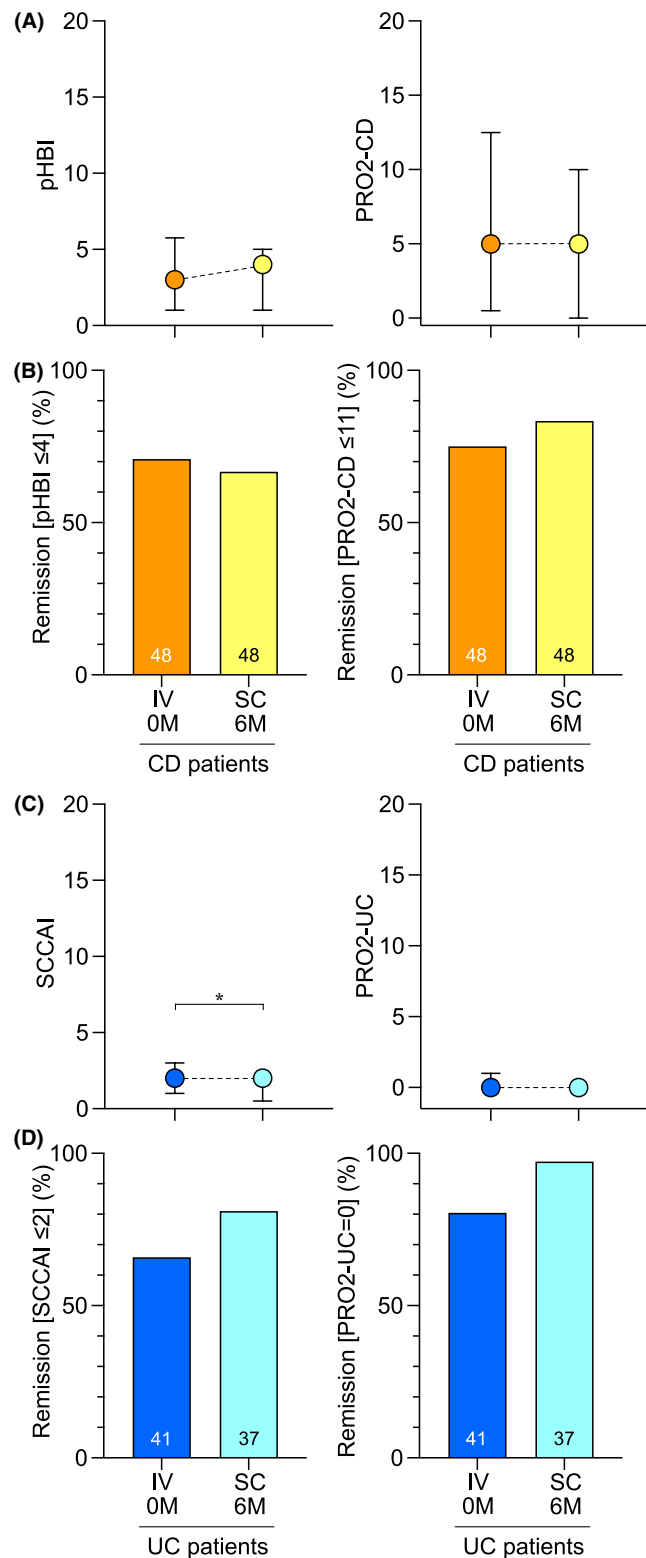 (A)
pHBI
20
15
10
5
0
PRO2-CD
20
15
10
5
0
(B)
Remission [pHBI ≤4] (%)
100
50
0
48
48
IV
0M
SC
6M
CD patients
Remission [PRO2-CD ≤11] (%)
100
50
0
48
48
IV
0M
SC
6M
CD patients
(C)
SCCAI
20
15
10
5
0
*
PRO2-UC
20
15
10
5
0
(D)
Remission [SCCAI ≤2] (%)
100
50
0
41
37
IV
0M
SC
6M
UC patients
Remission [PRO2-UC=0] (%)
100
50
0
41
37
IV
0M
SC
6M
UC patients